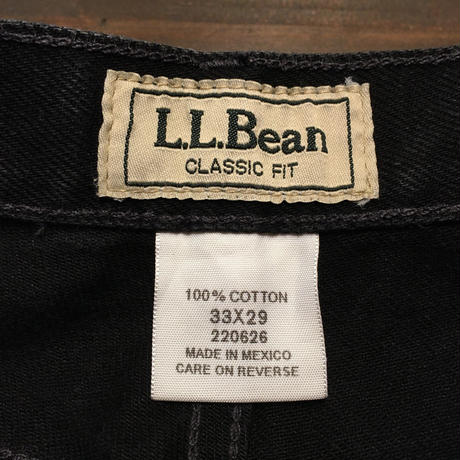 L.L.Bean
CLASSIC FIT
100% COTTON
33X29
220626
MADE IN MEXICO
CARE ON REVERSE